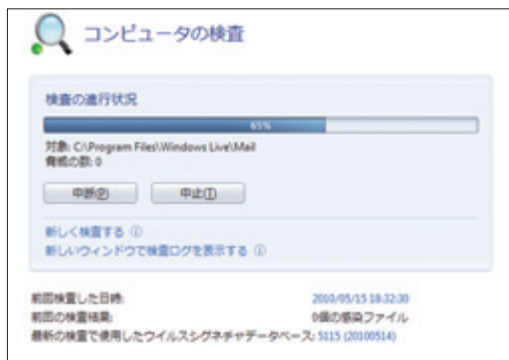 コンピュータの検査
検査の進行状況
65%
対象: C:\Program Files\Windows Live\Mail
脅威の数: 0
中断(P) 中止(T)
新しく検査する
新しいウィンドウで検査ログを表示する
前回検査した日時: 2010/05/15 18:32:30
前回の検査結果: 0個の感染ファイル
最新の検査で使用したウイルスシグネチャデータベース: 5115 (20100514)